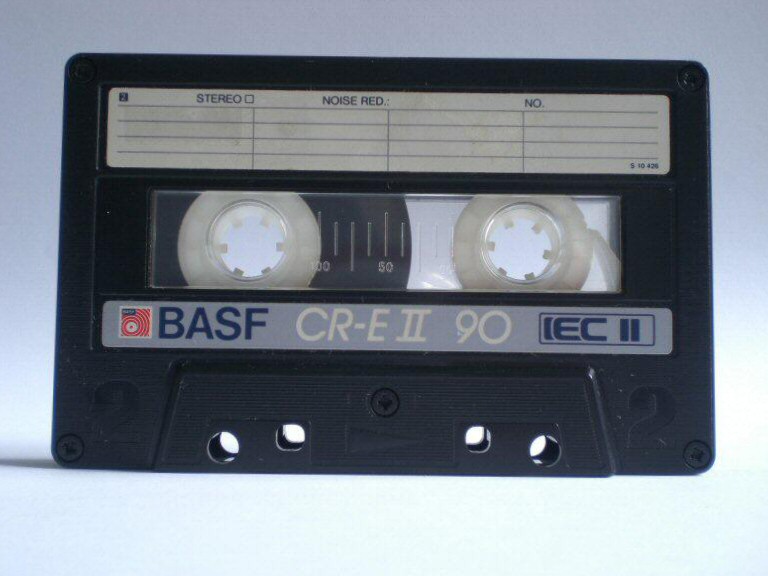 2 STEREO NOISE RED.: NO.
S 10 426
100 50
BASF CR-E II 90 IEC II
2 2